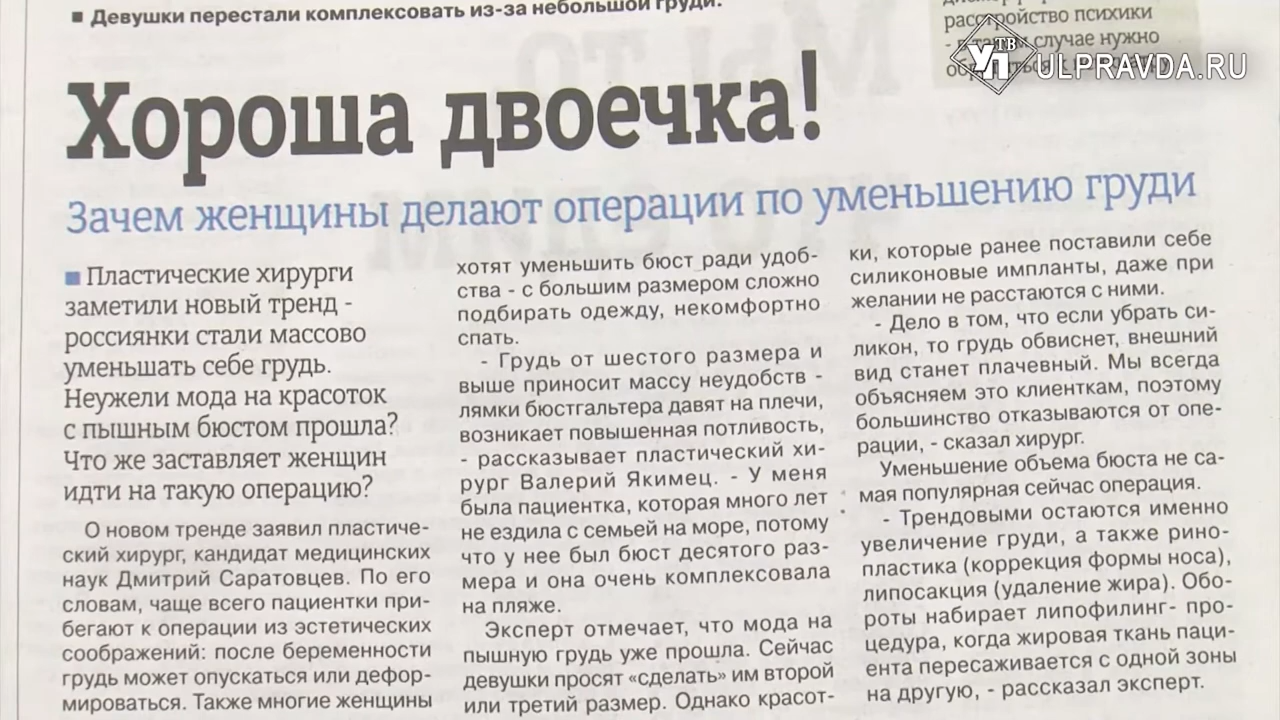 ■ Девушки перестали комплексовать из-за небольшой груди.
расстройство психики
случае нужно
УП ТВ
ULPRAVDA.RU
Хороша двоечка!
Зачем женщины делают операции по уменьшению груди
■ Пластические хирурги
заметили новый тренд -
россиянки стали массово
уменьшать себе грудь.
Неужели мода на красоток
с пышным бюстом прошла?
Что же заставляет женщин
идти на такую операцию?
О новом тренде заявил пластиче-
ский хирург, кандидат медицинских
наук Дмитрий Саратовцев. По его
словам, чаще всего пациентки при-
бегают к операции из эстетических
соображений: после беременности
грудь может опускаться или дефор-
мироваться. Также многие женщины
хотят уменьшить бюст ради удоб-
ства - с большим размером сложно
подбирать одежду, некомфортно
спать.
- Грудь от шестого размера и
выше приносит массу неудобств -
лямки бюстгальтера давят на плечи,
возникает повышенная потливость,
- рассказывает пластический хи-
рург Валерий Якимец. - У меня
была пациентка, которая много лет
не ездила с семьей на море, потому
что у нее был бюст десятого раз-
мера и она очень комплексовала
на пляже.
Эксперт отмечает, что мода на
пышную грудь уже прошла. Сейчас
девушки просят «сделать» им второй
или третий размер. Однако красот-
ки, которые ранее поставили себе
силиконовые импланты, даже при
желании не расстаются с ними.
- Дело в том, что если убрать си-
ликон, то грудь обвиснет, внешний
вид станет плачевный. Мы всегда
объясняем это клиенткам, поэтому
большинство отказываются от опе-
рации, - сказал хирург.
Уменьшение объема бюста не са-
мая популярная сейчас операция.
- Трендовыми остаются именно
увеличение груди, а также рино-
пластика (коррекция формы носа),
липосакция (удаление жира). Обо-
роты набирает липофилинг- про-
цедура, когда жировая ткань паци-
ента пересаживается с одной зоны
на другую, - рассказал эксперт.